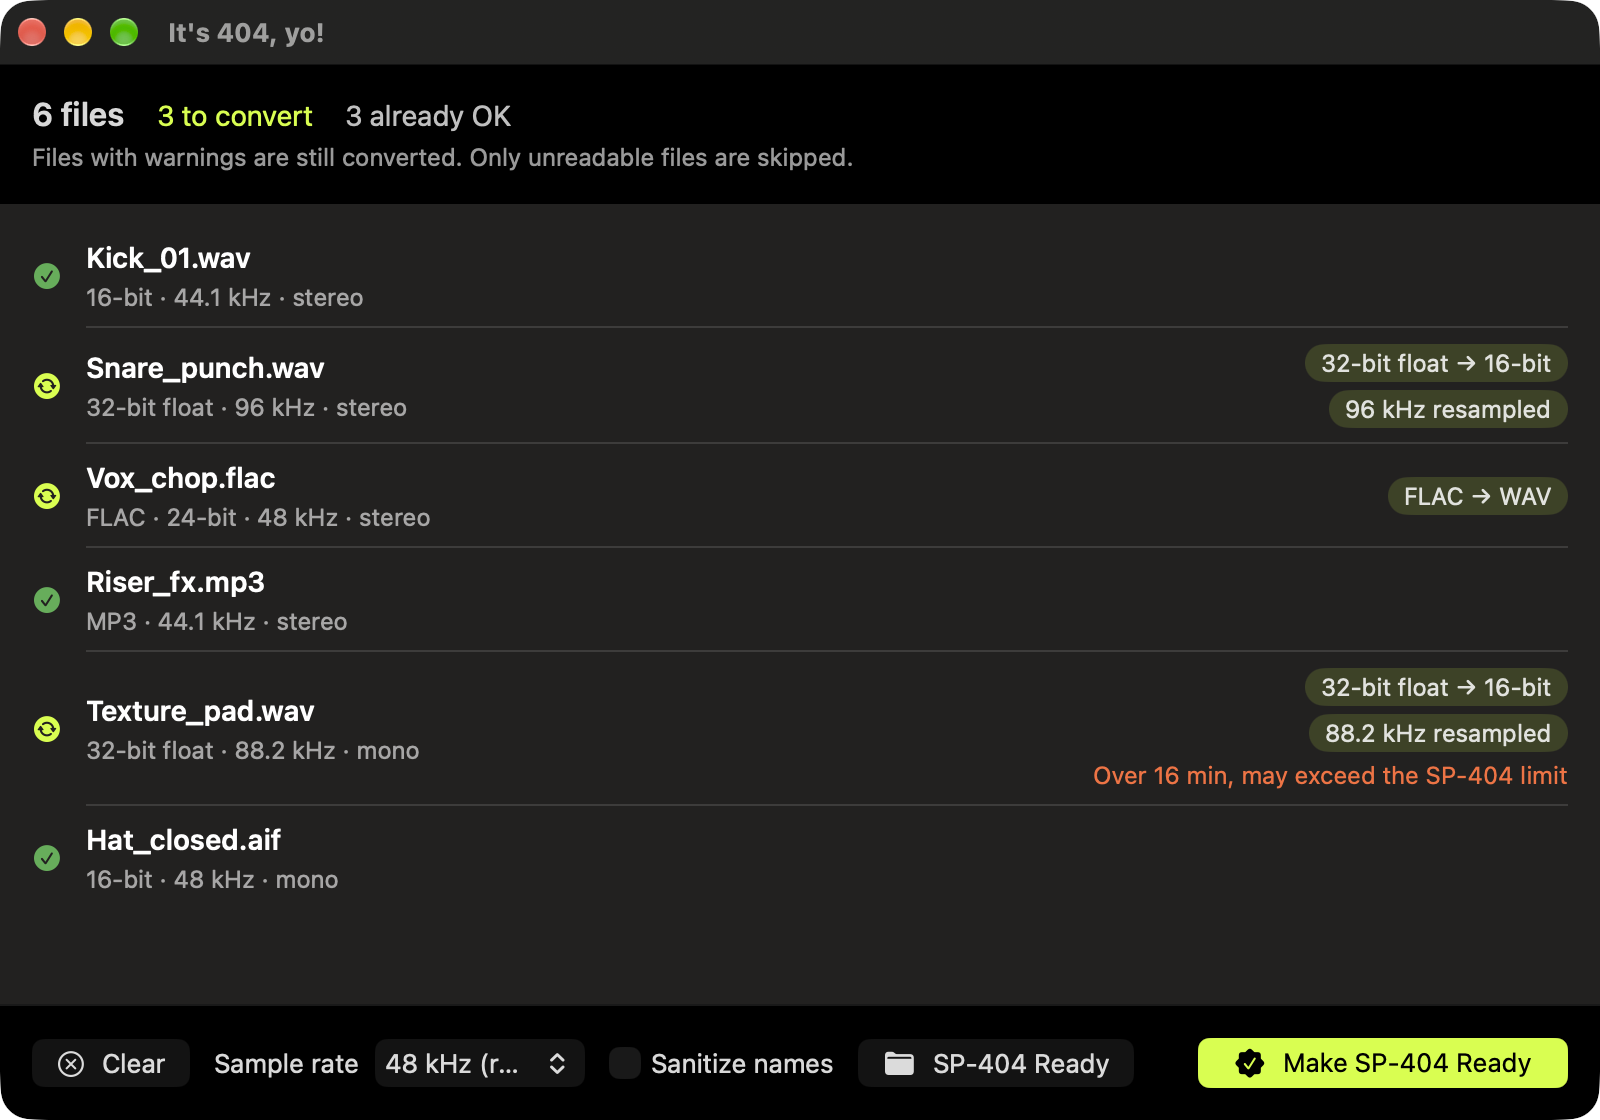 It's 404, yo!
6 files 3 to convert 3 already OK
Files with warnings are still converted. Only unreadable files are skipped.
Kick_01.wav
16-bit · 44.1 kHz · stereo
Snare_punch.wav
32-bit float · 96 kHz · stereo
32-bit float → 16-bit
96 kHz resampled
Vox_chop.flac
FLAC · 24-bit · 48 kHz · stereo
FLAC → WAV
Riser_fx.mp3
MP3 · 44.1 kHz · stereo
Texture_pad.wav
32-bit float · 88.2 kHz · mono
32-bit float → 16-bit
88.2 kHz resampled
Over 16 min, may exceed the SP-404 limit
Hat_closed.aif
16-bit · 48 kHz · mono
Clear Sample rate 48 kHz (r... Sanitize names SP-404 Ready Make SP-404 Ready